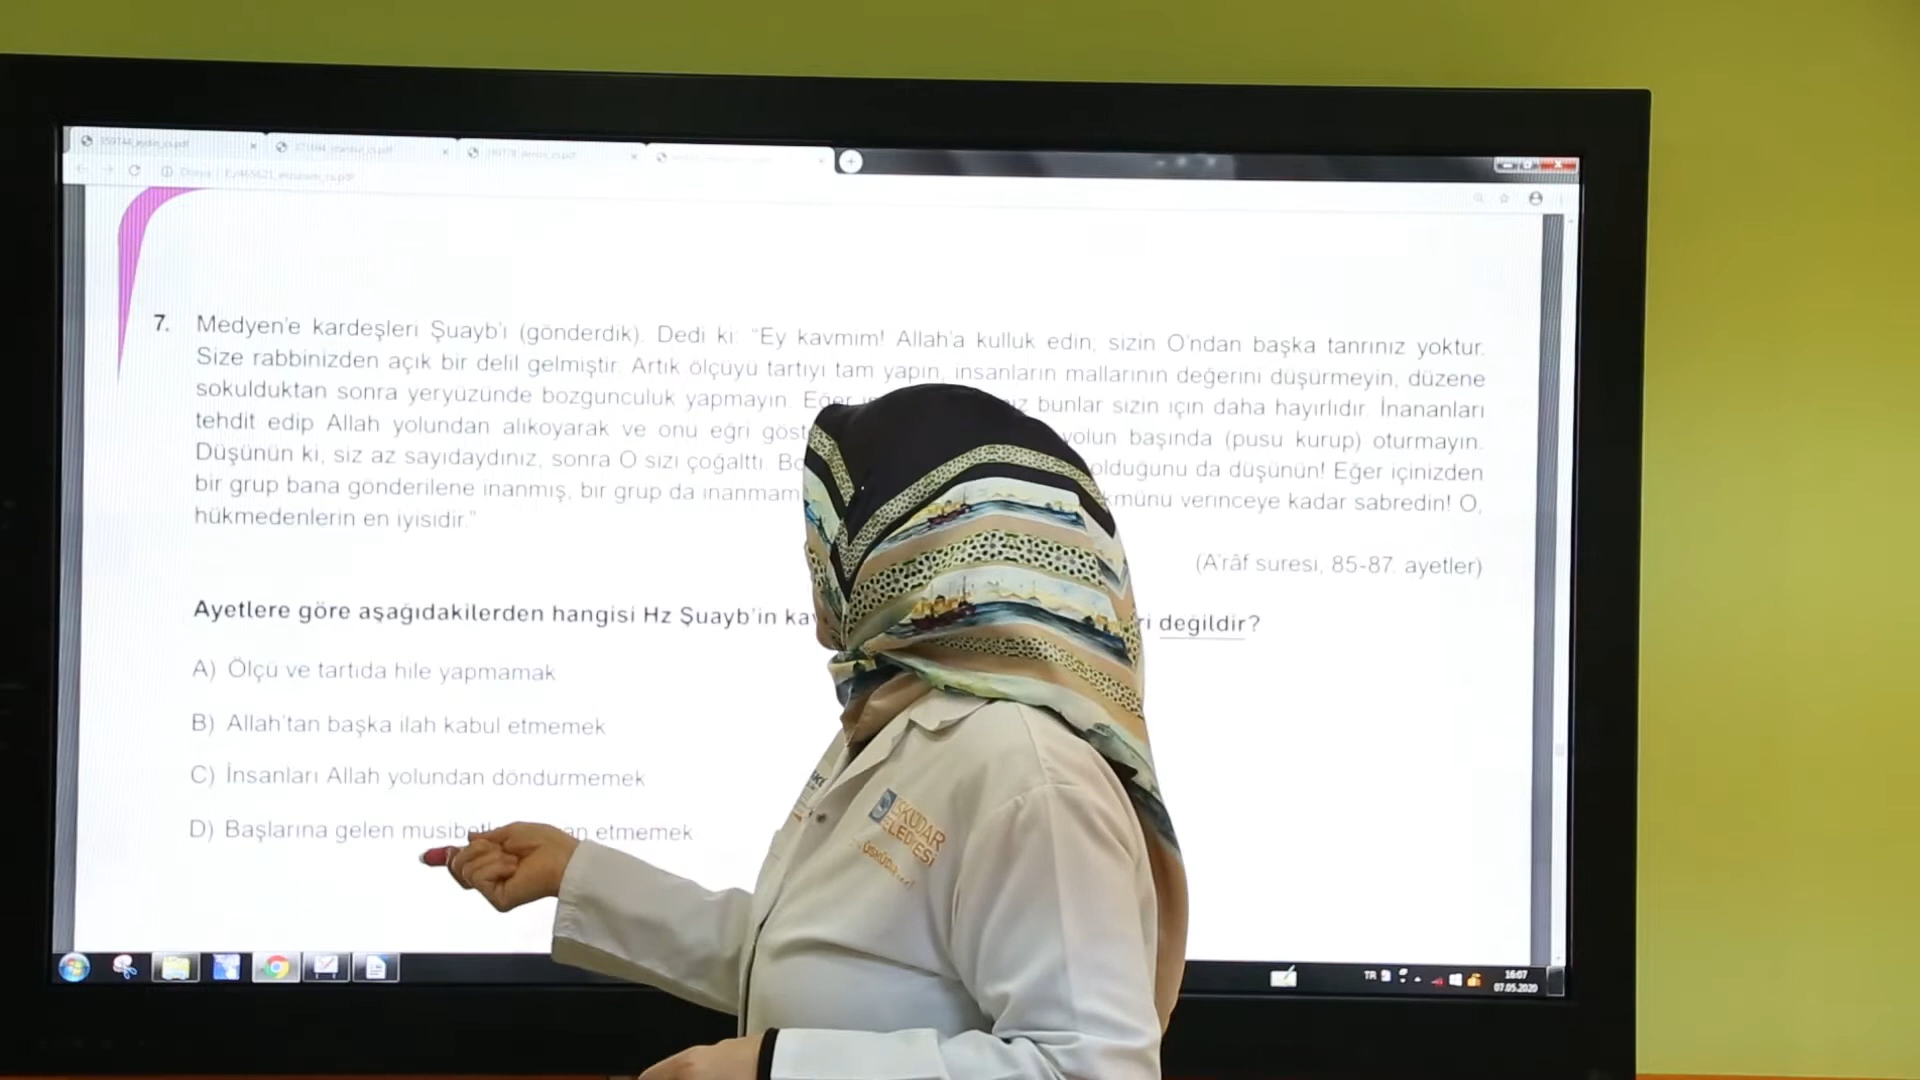 7. Medyen'e kardeşleri Şuayb'ı (gönderdik). Dedi ki: "Ey kavmim! Allah'a kulluk edin, sizin O'ndan başka tanrınız yoktur.
Size rabbinizden açık bir delil gelmiştir. Artık ölçüyü tartıyı tam yapın, insanların mallarının değerini düşürmeyin, düzene
sokulduktan sonra yeryüzünde bozgunculuk yapmayın. Eğer bunlar sizin için daha hayırlıdır. İnananları
tehdit edip Allah yolundan alıkoyarak ve onu eğri yolun başında (pusu kurup) oturmayın.
Düşünün ki, siz az sayıdaydınız, sonra O sizi çoğalttı. olduğunu da düşünün! Eğer içinizden
bir grup bana gönderilene inanmış, bir grup da verinceye kadar sabredin! O,
hükmedenlerin en iyisidir."
(A'râf suresi, 85-87. ayetler)
Ayetlere göre aşağıdakilerden hangisi Hz Şuayb'in değildir?
A) Ölçü ve tartıda hile yapmamak
B) Allah'tan başka ilah kabul etmemek
C) İnsanları Allah yolundan döndürmemek
D) Başlarına gelen etmemek
TR
16:07
07.05.2020